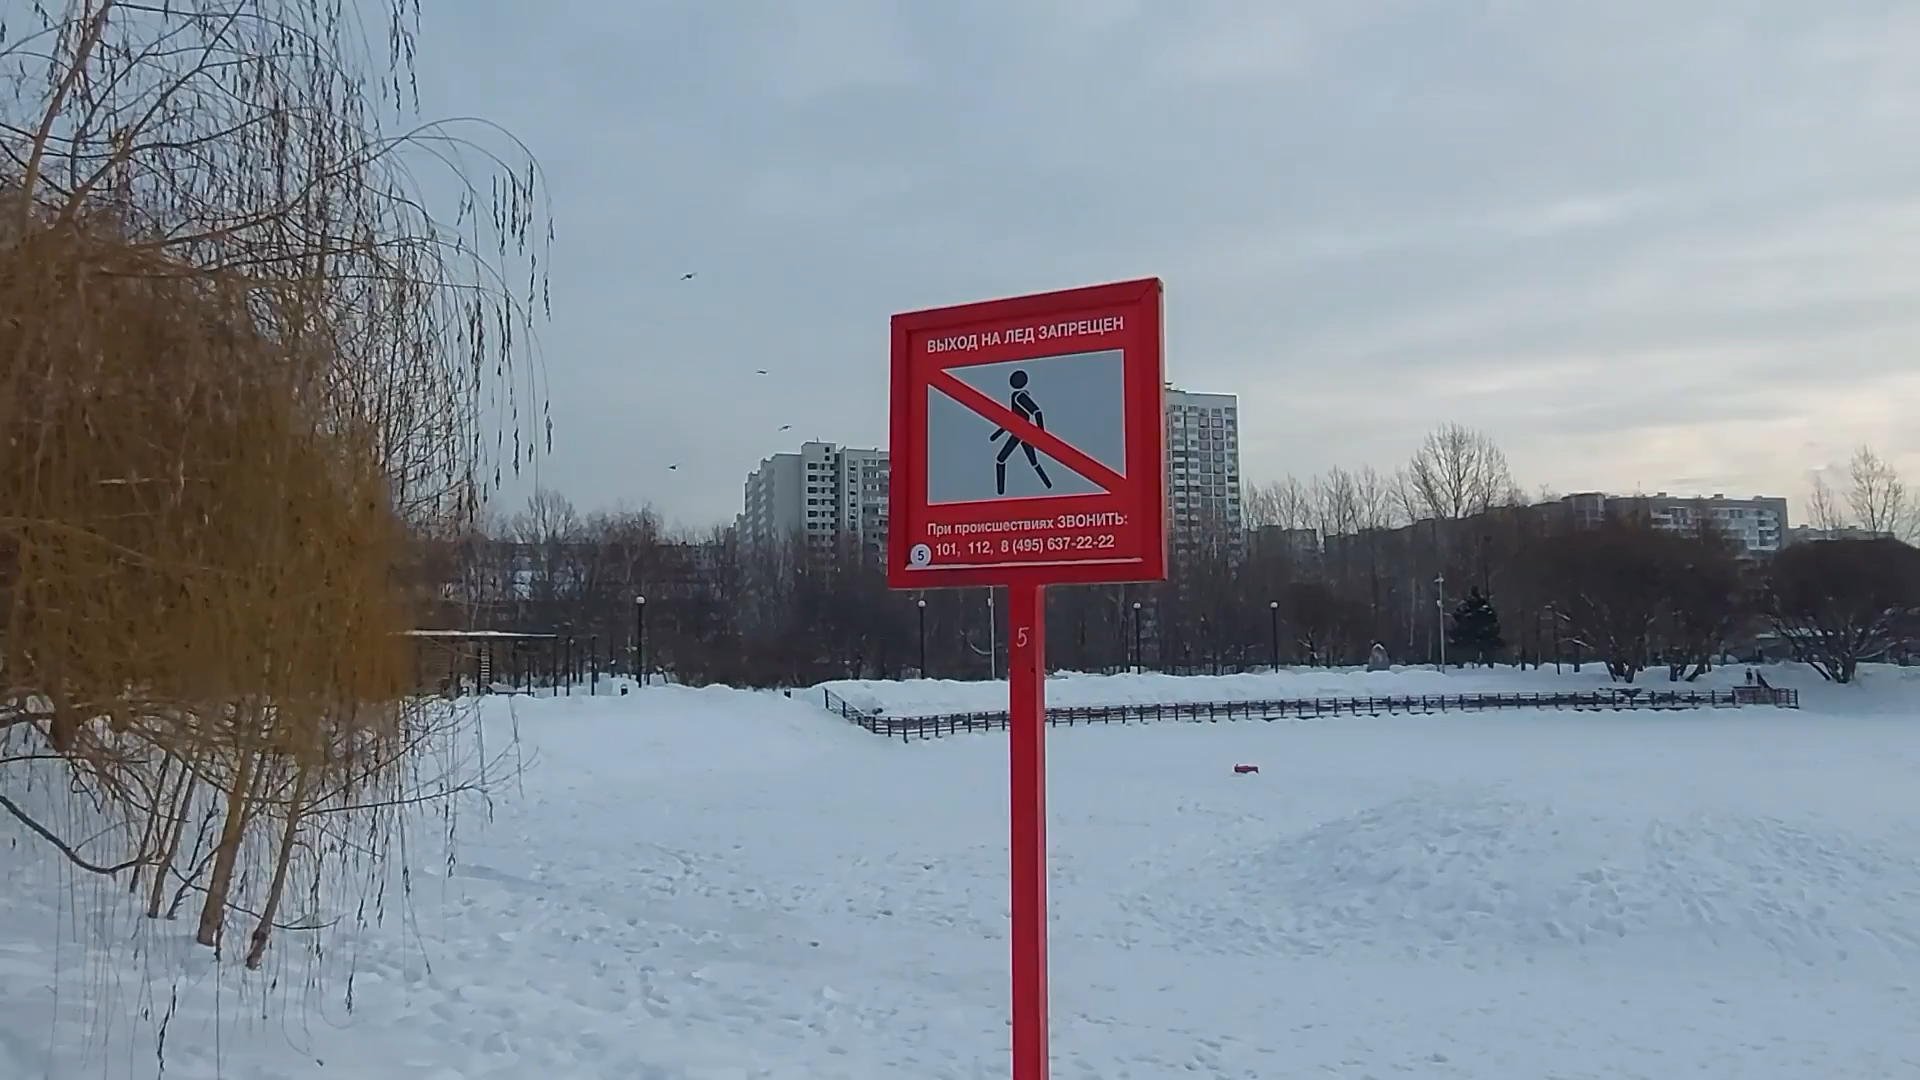 ВЫХОД НА ЛЕД ЗАПРЕЩЕН
При происшествиях ЗВОНИТЬ:
5 101, 112, 8 (495) 637-22-22
5